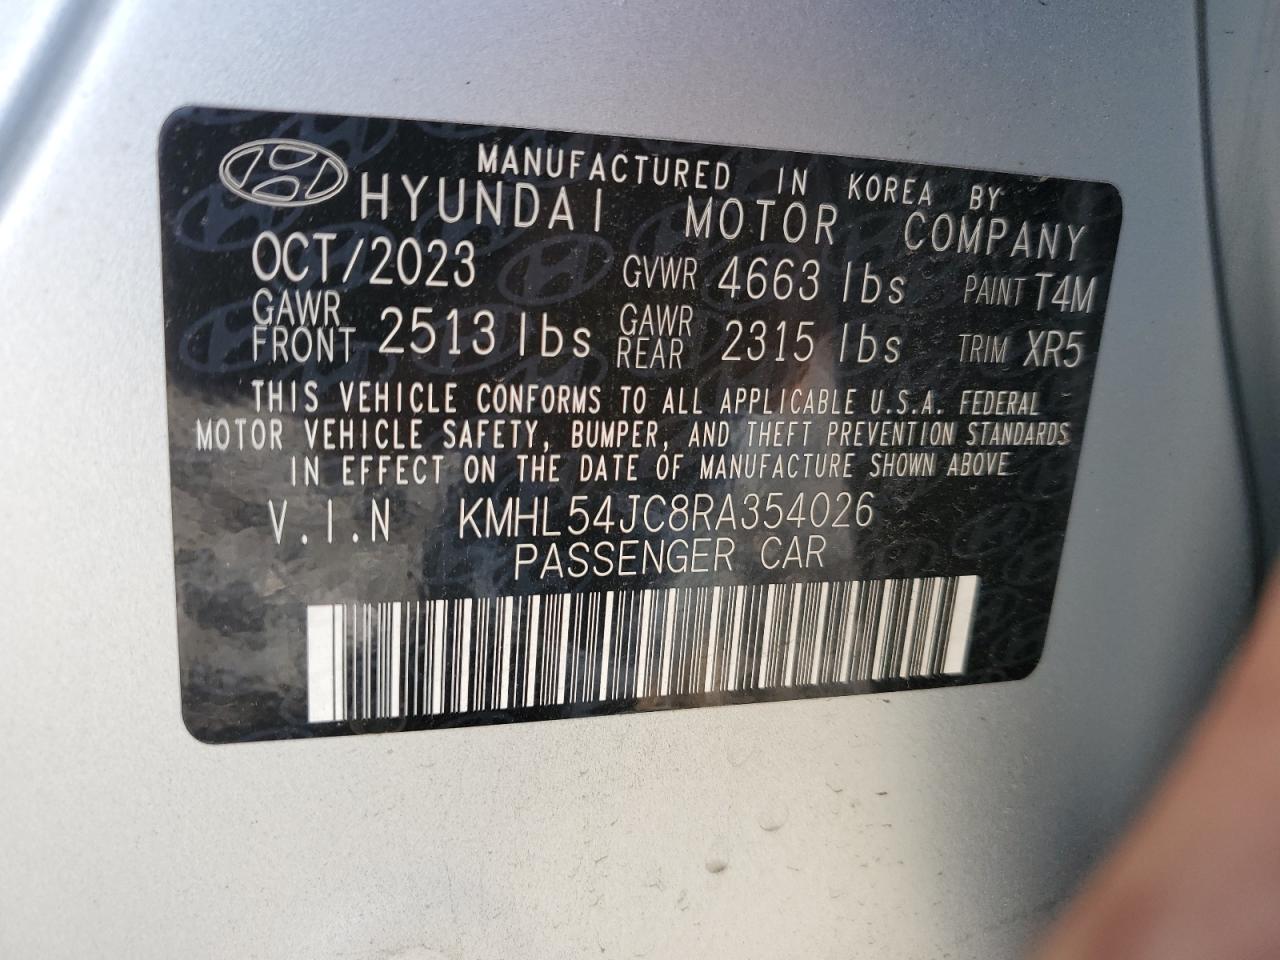 MANUFACTURED IN KOREA BY
HYUNDAI MOTOR COMPANY
OCT/2023 GVWR 4663 lbs PAINT T4M
GAWR FRONT 2513 lbs GAWR REAR 2315 lbs TRIM XR5
THIS VEHICLE CONFORMS TO ALL APPLICABLE U.S.A. FEDERAL
MOTOR VEHICLE SAFETY, BUMPER, AND THEFT PREVENTION STANDARDS
IN EFFECT ON THE DATE OF MANUFACTURE SHOWN ABOVE
V.I.N KMHL54JC8RA354026
PASSENGER CAR